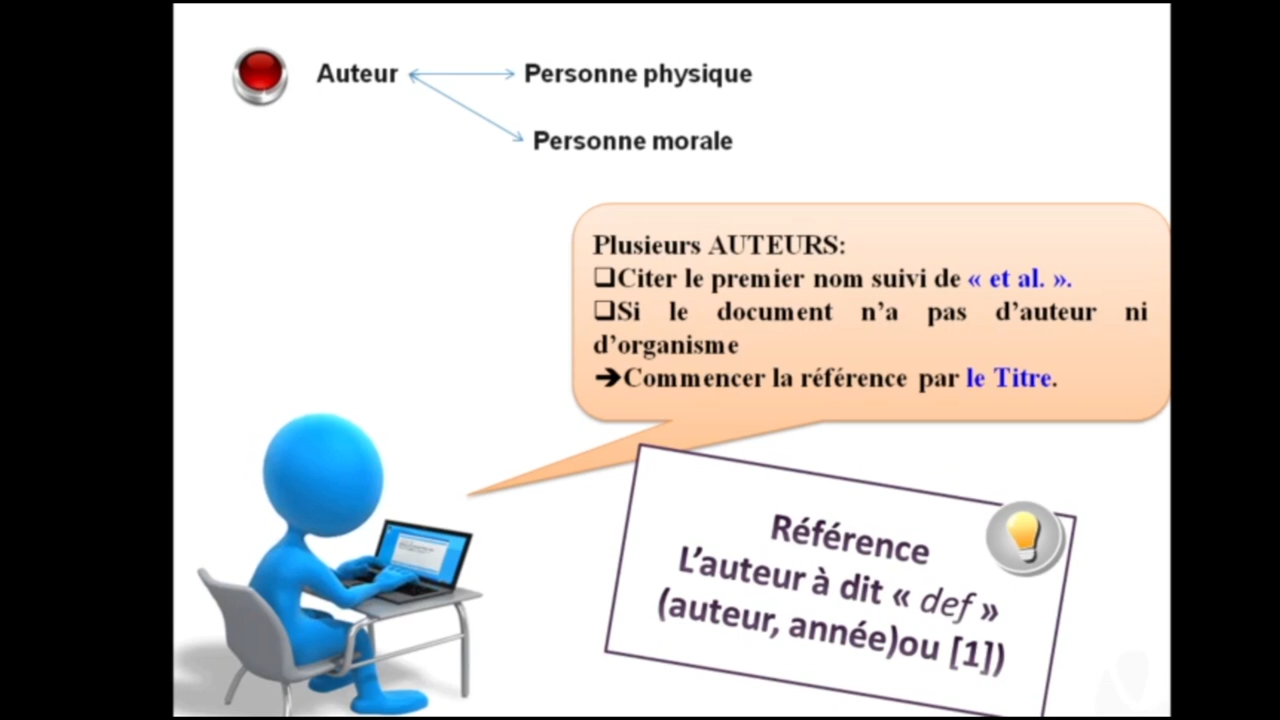 Auteur
Personne physique
Personne morale
Plusieurs AUTEURS:
❑Citer le premier nom suivi de « et al. ».
❑Si le document n’a pas d’auteur ni
d’organisme
➔Commencer la référence par le Titre.
Référence
L’auteur à dit « def »
(auteur, année)ou [1])